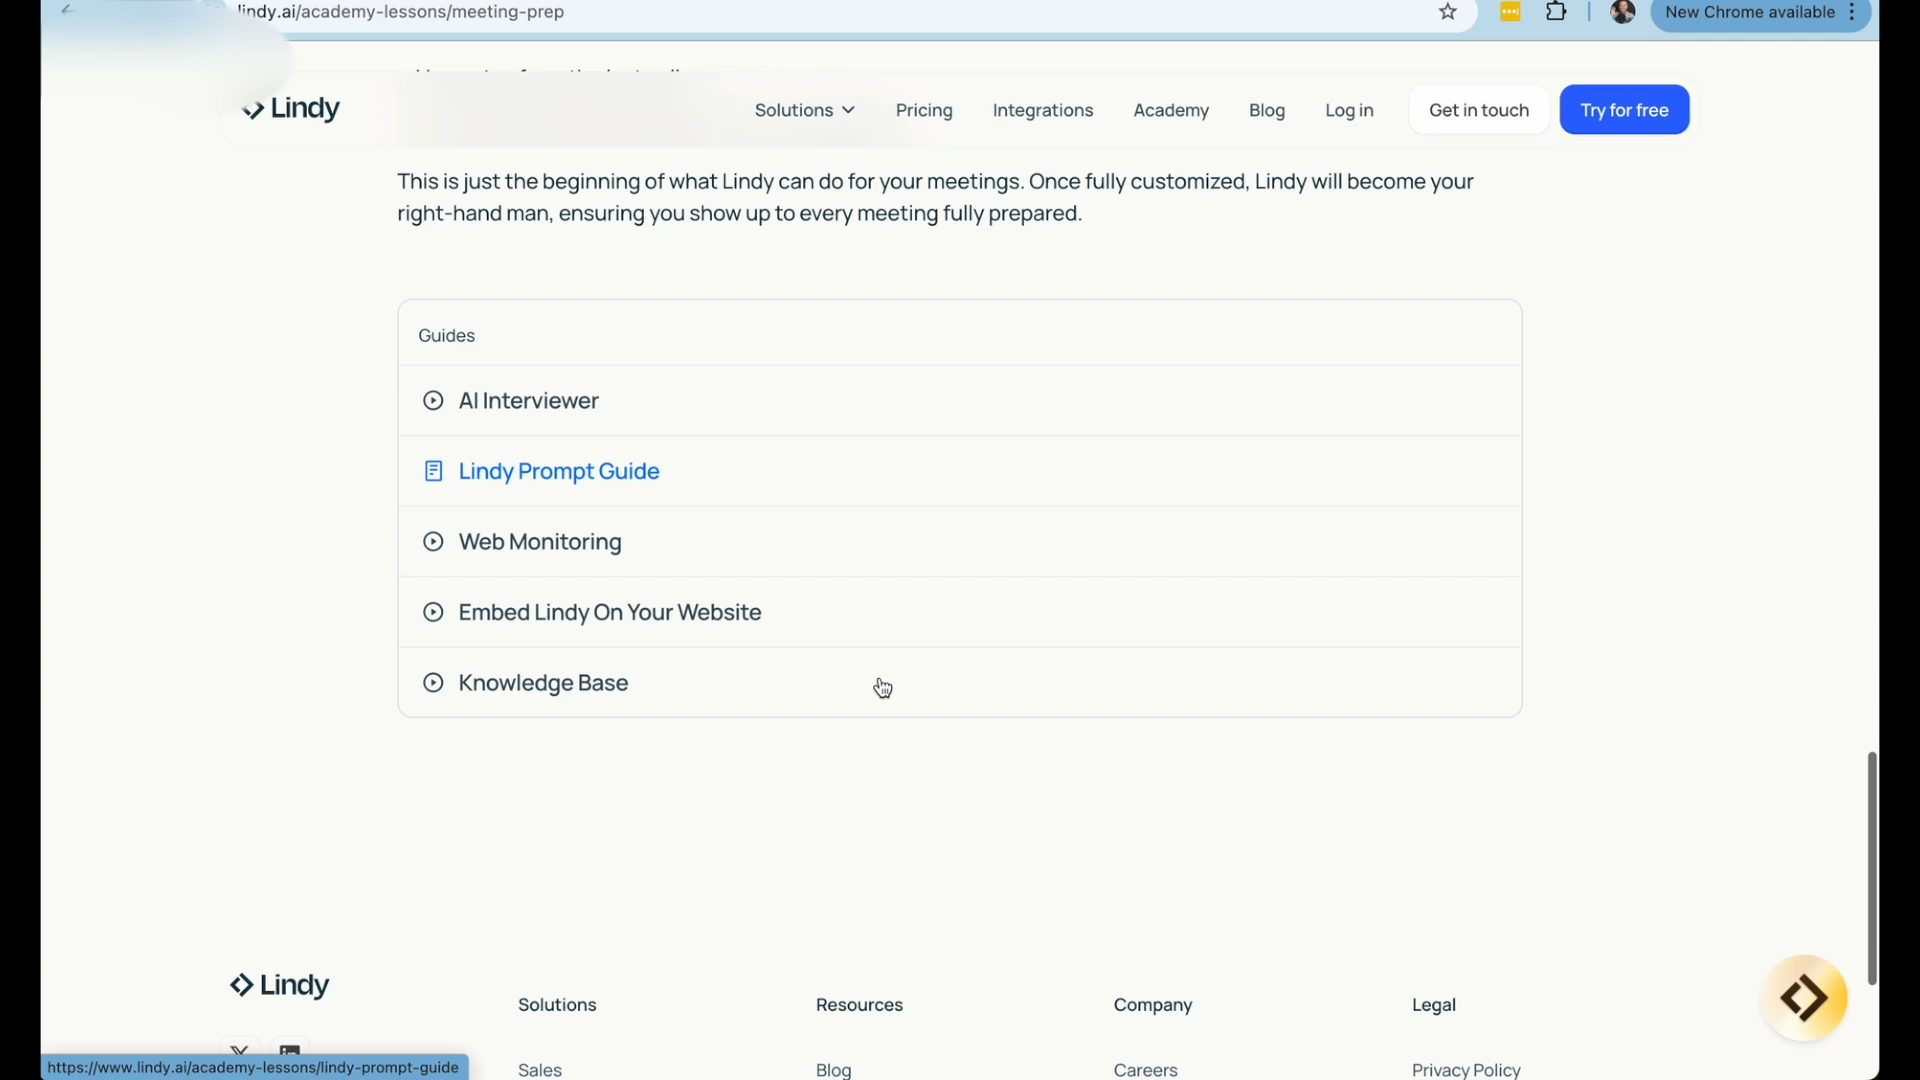 lindy.ai/academy-lessons/meeting-prep
New Chrome available
Lindy
Solutions
Pricing
Integrations
Academy
Blog
Log in
Get in touch
Try for free
This is just the beginning of what Lindy can do for your meetings. Once fully customized, Lindy will become your
right-hand man, ensuring you show up to every meeting fully prepared.
Guides
AI Interviewer
Lindy Prompt Guide
Web Monitoring
Embed Lindy On Your Website
Knowledge Base
Lindy
Solutions
Resources
Company
Legal
https://www.lindy.ai/academy-lessons/lindy-prompt-guide
Sales
Blog
Careers
Privacy Policy